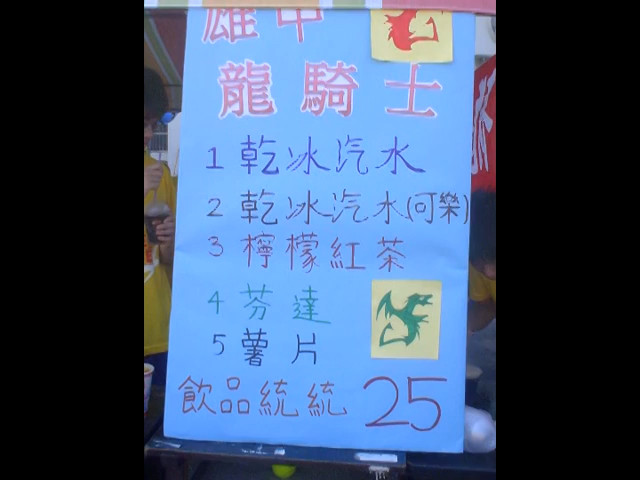 雄中
龍騎士
1 乾冰汽水
2 乾冰汽水(可樂)
3 檸檬紅茶
4 芬達
5 薯片
飲品統統 25